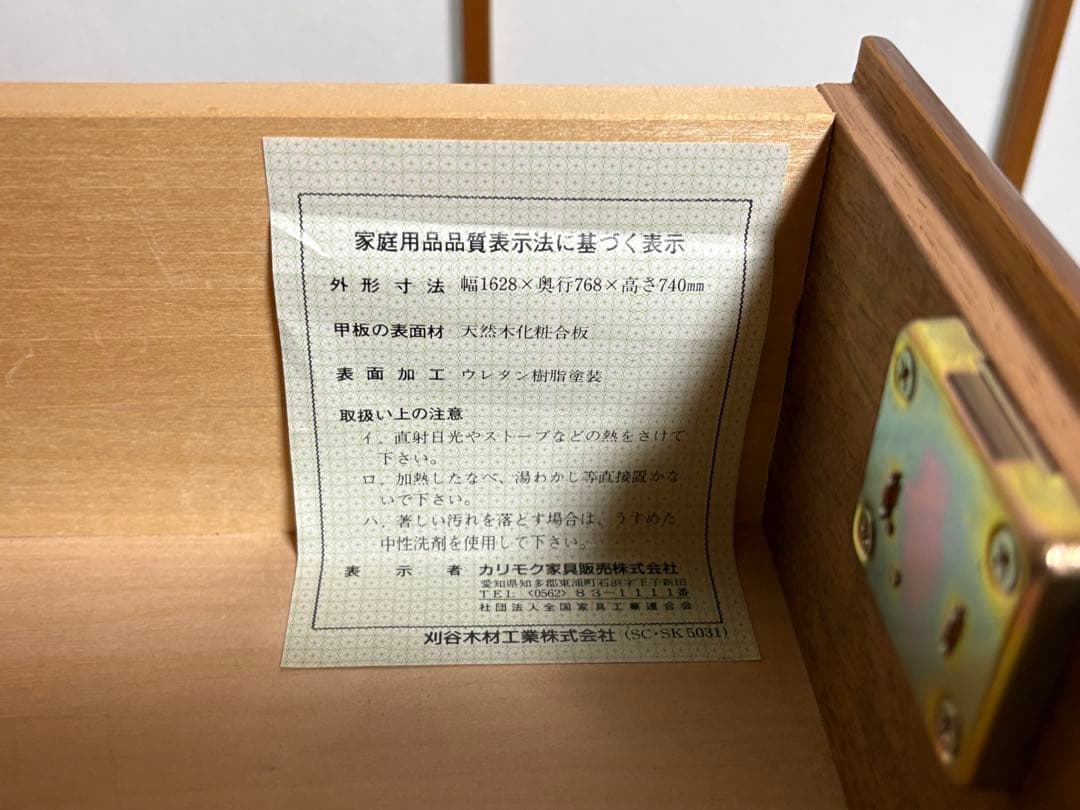 家庭用品品質表示法に基づく表示
外形寸法 幅1628×奥行768×高さ740mm
甲板の表面材 天然木化粧合板
表面加工 ウレタン樹脂塗装
取扱い上の注意
イ．直射日光やストーブなどの熱をさけて
下さい。
ロ．加熱したなべ、湯わかし等直接置かな
いで下さい。
ハ．著しい汚れを落とす場合は、うすめた
中性洗剤を使用して下さい。
表示者 カリモク家具販売株式会社
愛知県知多郡東浦町石浜字下子新田
TEL〈0562〉83－1111番
社団法人全国家具工業連合会
刈谷木材工業株式会社（SC·SK 5031）